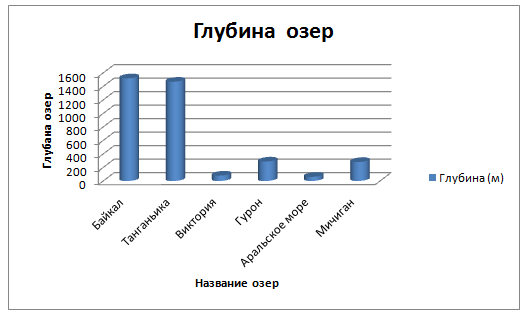 Глубина озер
Глубана озер
1600
1400
1200
1000
800
600
400
200
0
Байкал
Танганьика
Виктория
Гурон
Аральское море
Мичиган
Название озер
Глубина (м)